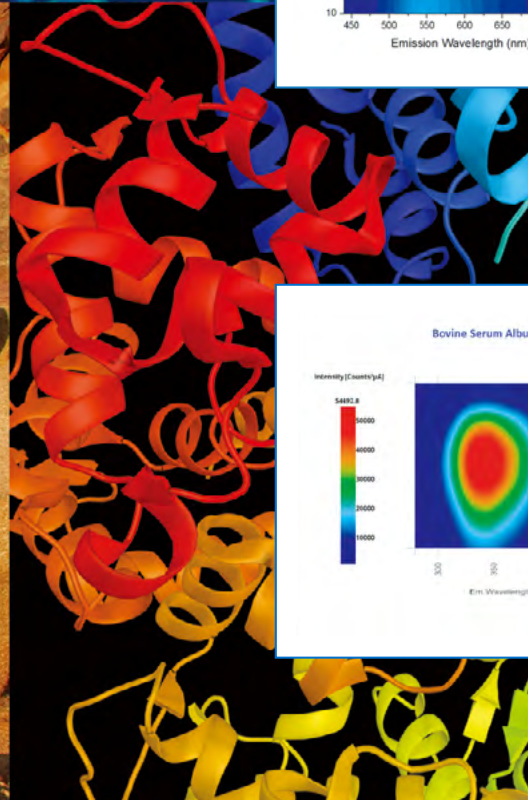 10
450 500 550 600 650
Emission Wavelength (nm)
Bovine Serum Albu
Intensity [Counts/µA]
54692.8
50000
40000
30000
20000
10000
300 350
Em Wavelength